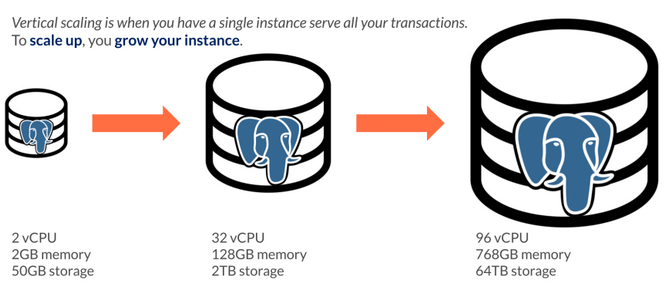 Vertical scaling is when you have a single instance serve all your transactions.
To scale up, you grow your instance.
2 vCPU
2GB memory
50GB storage
32 vCPU
128GB memory
2TB storage
96 vCPU
768GB memory
64TB storage